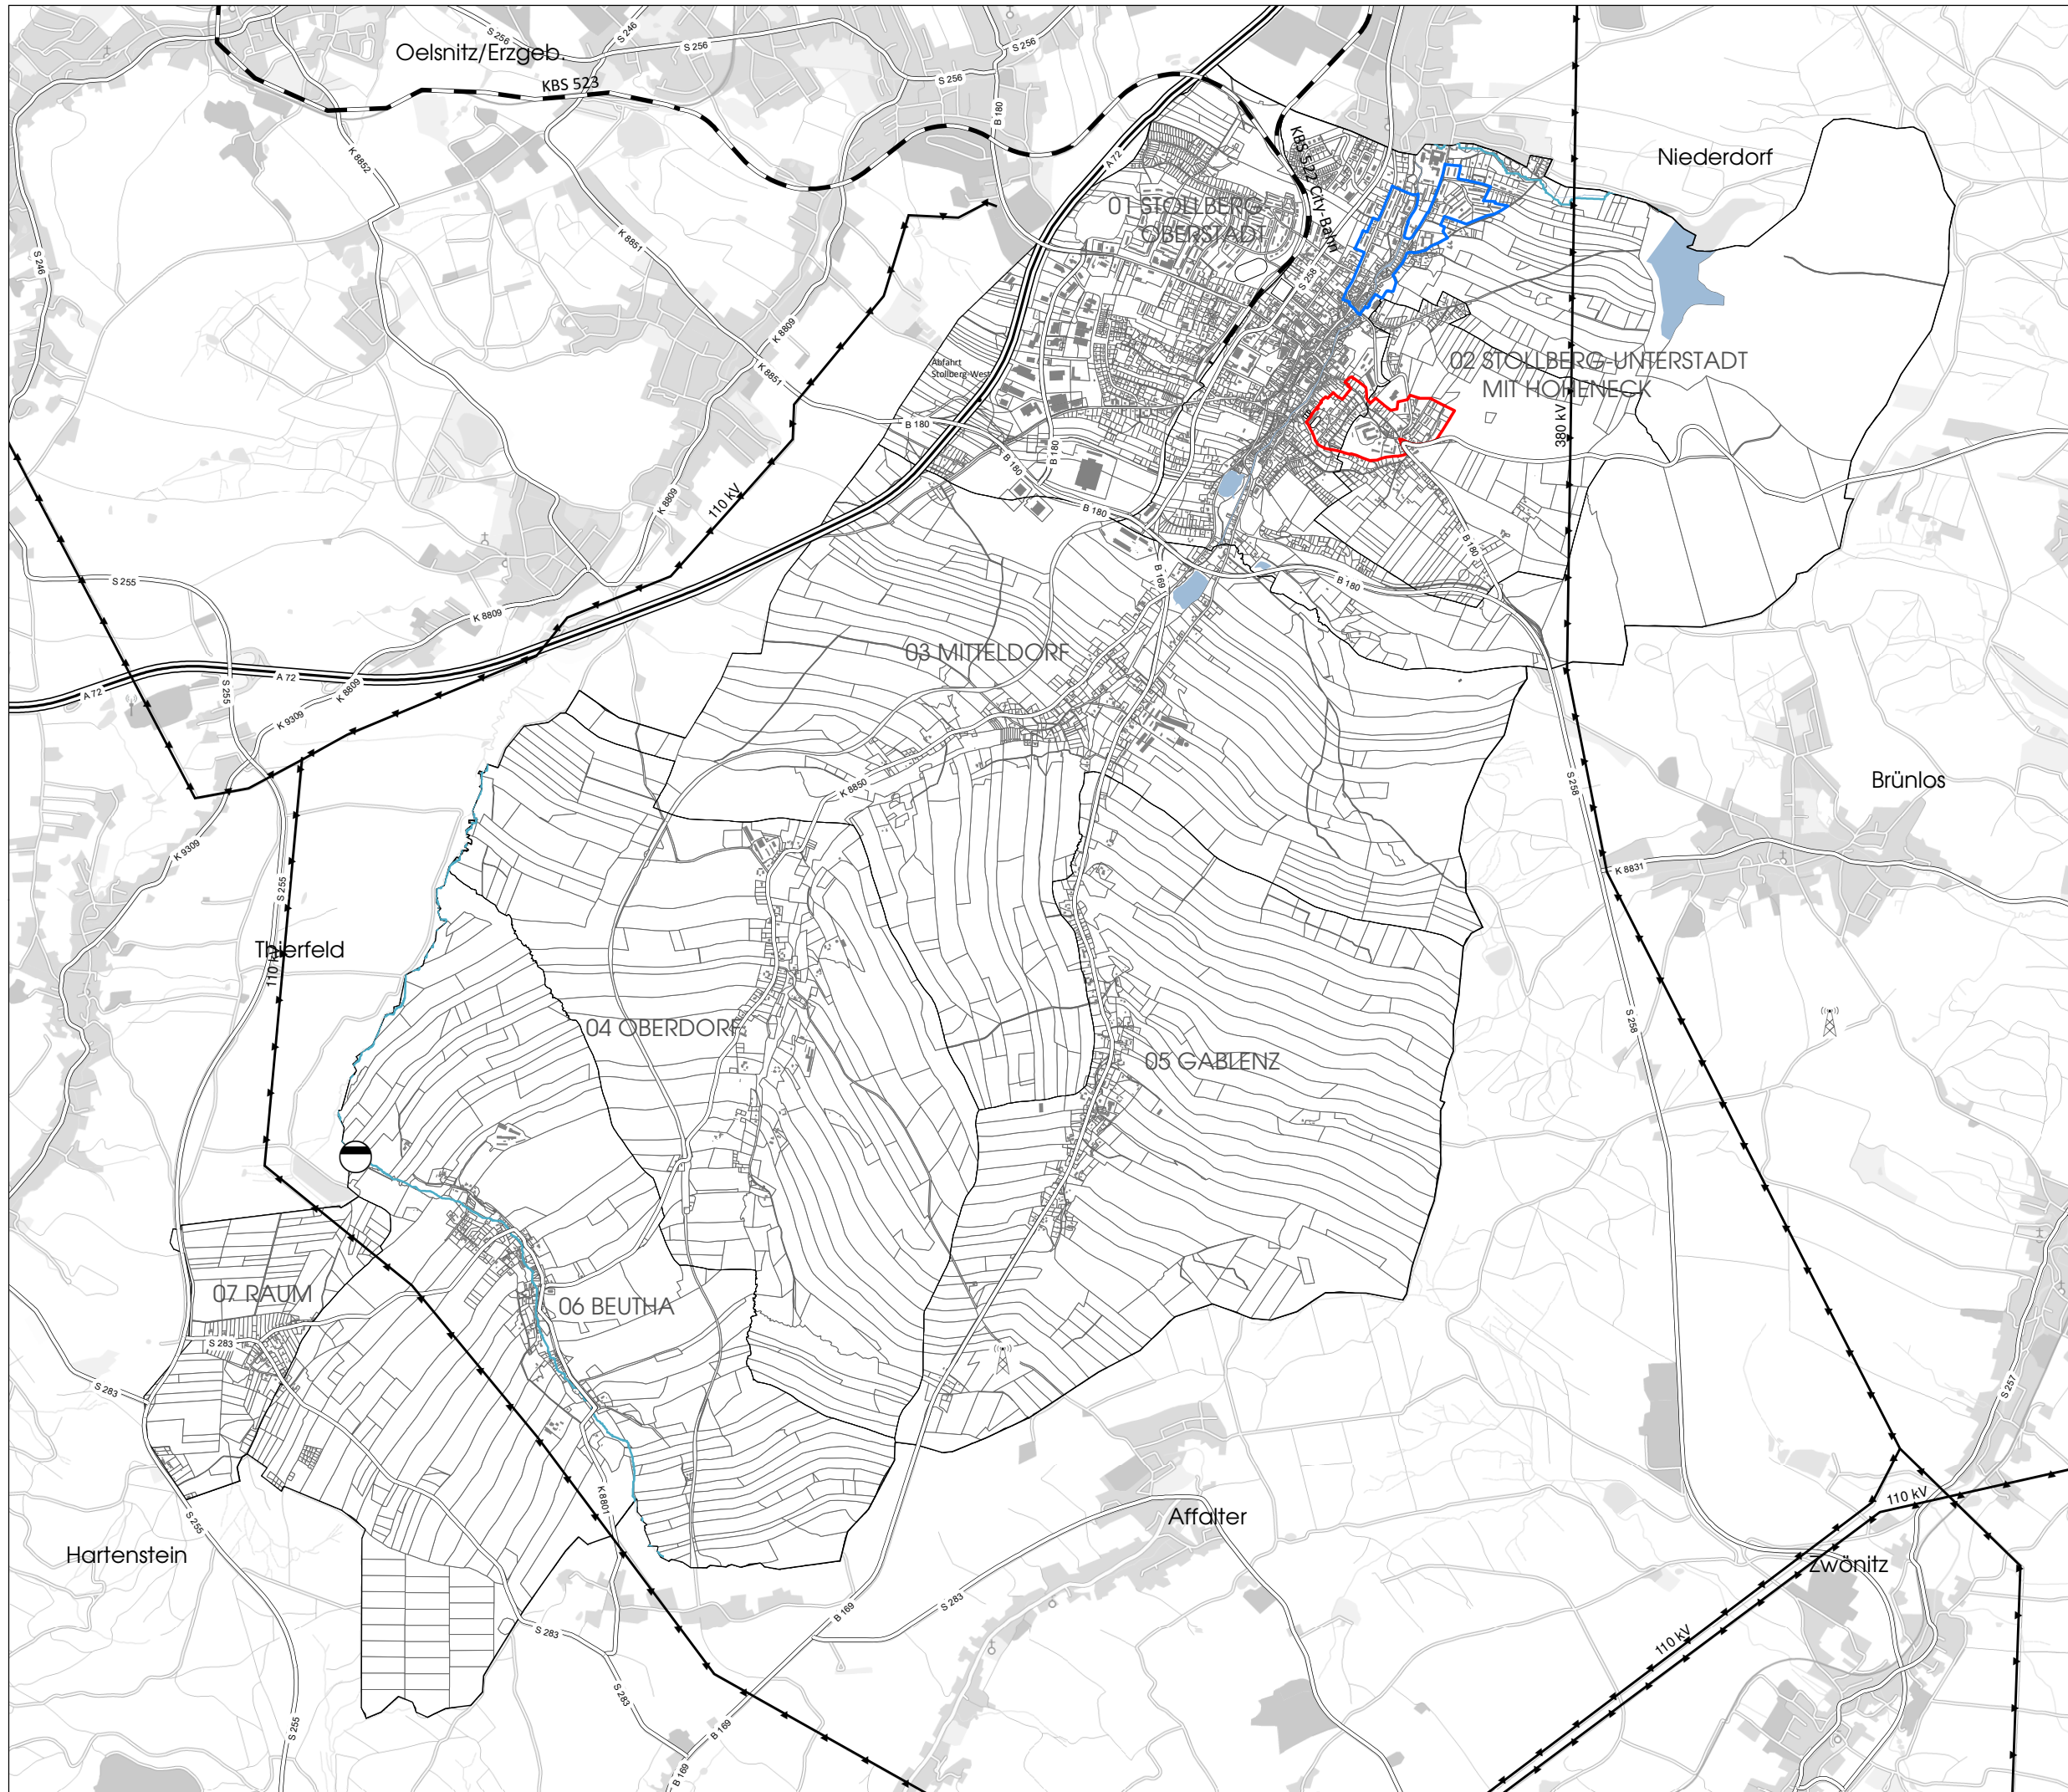 Oelsnitz/Erzgeb.
S 256
S 246
S 256
S 256
S 256
KBS 523
B 180
K 8852
A 72
KBS 522 City-Bahn
Niederdorf
01 STOLLBERG-
OBERSTADT
S 246
K 8851
S 258
K 8809
Abfahrt
Stollberg-West
K 8851
02 STOLLBERG-UNTERSTADT
MIT HOHENECK
380 kV
B 180
B 180
B 180
110 kV
K 8809
B 180
B 180
S 255
B 169
B 180
K 8809
03 MITTELDORF
A 72
A 72
S 255
K 8809
K 9309
K 8850
S 258
Brünlos
K 9309
K 8831
S 255
Thierfeld
110 kV
04 OBERDORF
S 258
05 GABLENZ
07 RAUM
06 BEUTHA
S 283
S 283
S 257
K 8801
110 kV
S 255
Affalter
Hartenstein
Zwönitz
S 283
B 169
S 283
110 kV
S 283
S 255
B 169